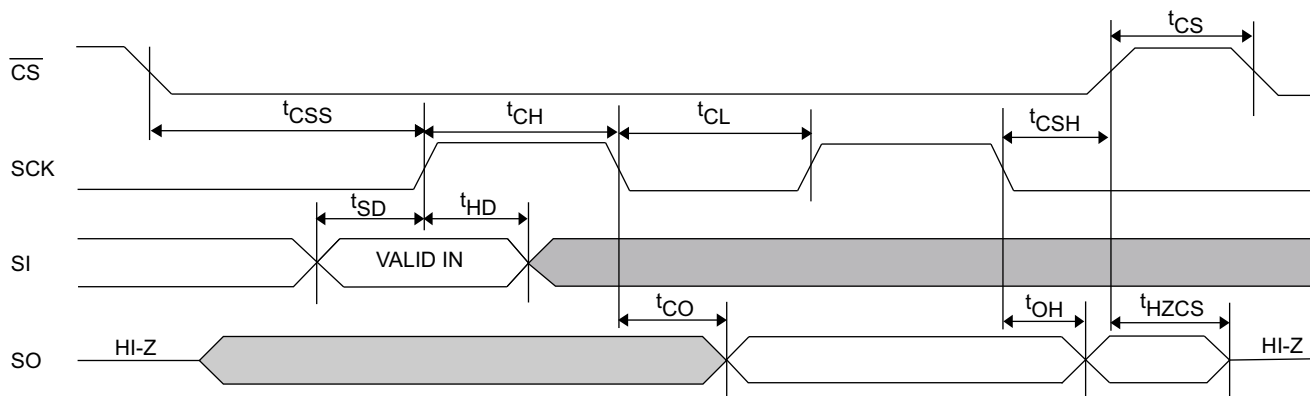 tCS
CS
tCSS
tCH
tCL
tCSH
SCK
tSD
tHD
SI
VALID IN
tCO
tOH
tHZCS
SO
HI-Z
HI-Z